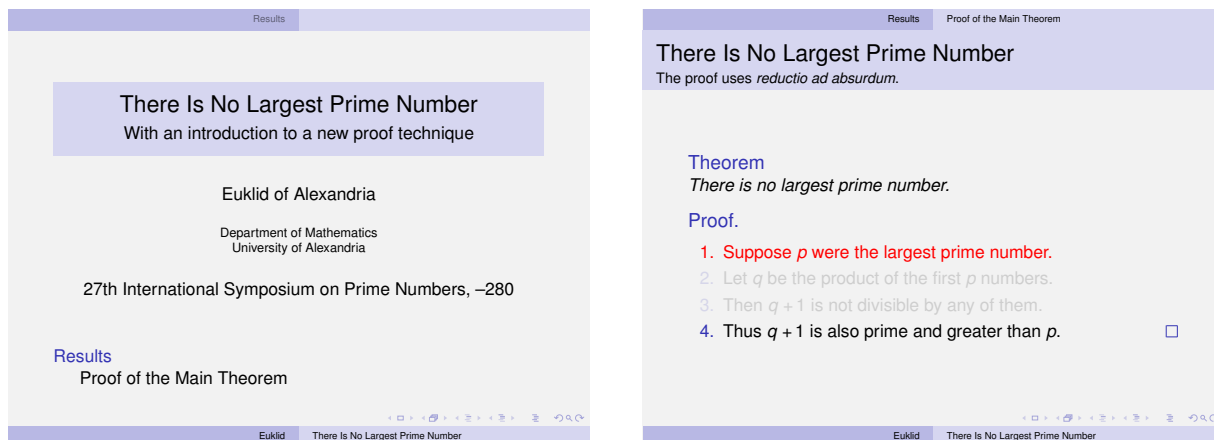 Results
There Is No Largest Prime Number
With an introduction to a new proof technique
Euklid of Alexandria
Department of Mathematics
University of Alexandria
27th International Symposium on Prime Numbers, –280
Results
Proof of the Main Theorem
Euklid There Is No Largest Prime Number
Results Proof of the Main Theorem
There Is No Largest Prime Number
The proof uses reductio ad absurdum.
Theorem
There is no largest prime number.
Proof.
1. Suppose p were the largest prime number.
2. Let q be the product of the first p numbers.
3. Then q + 1 is not divisible by any of them.
4. Thus q + 1 is also prime and greater than p. □
Euklid There Is No Largest Prime Number